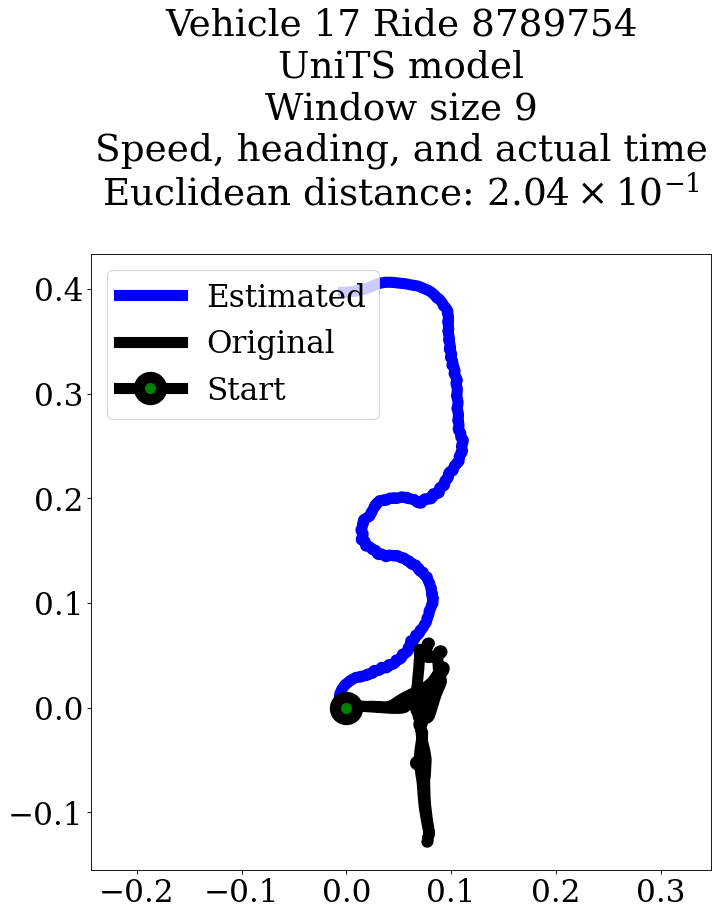 Vehicle 17 Ride 8789754
UniTS model
Window size 9
Speed, heading, and actual time
Euclidean distance: 2.04 × 10⁻¹
Estimated
Original
Start
0.4
0.3
0.2
0.1
0.0
−0.1
−0.2 −0.1 0.0 0.1 0.2 0.3